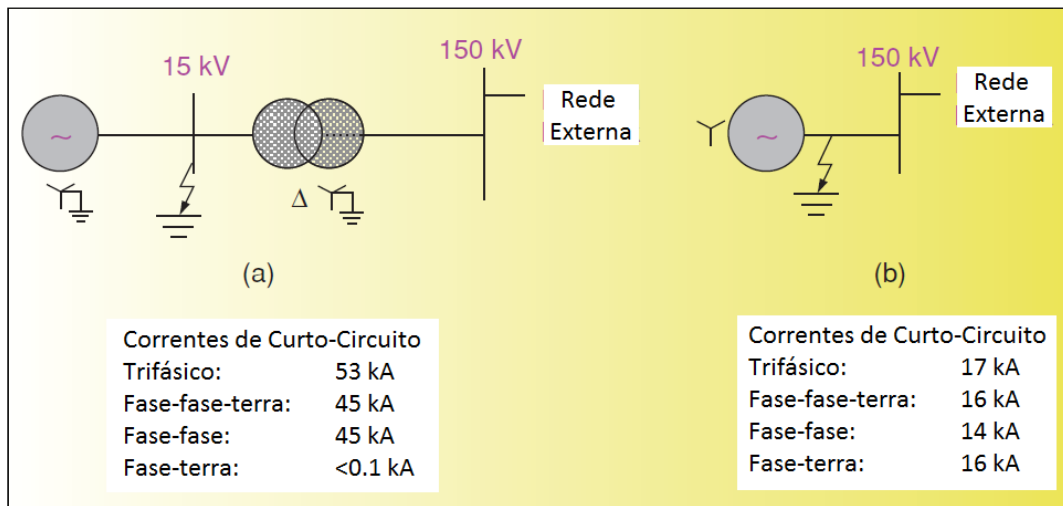 15 kV
150 kV
Rede
Externa
~
Δ
(a)
Correntes de Curto-Circuito
Trifásico: 53 kA
Fase-fase-terra: 45 kA
Fase-fase: 45 kA
Fase-terra: <0.1 kA
150 kV
Rede
Externa
~
(b)
Correntes de Curto-Circuito
Trifásico: 17 kA
Fase-fase-terra: 16 kA
Fase-fase: 14 kA
Fase-terra: 16 kA